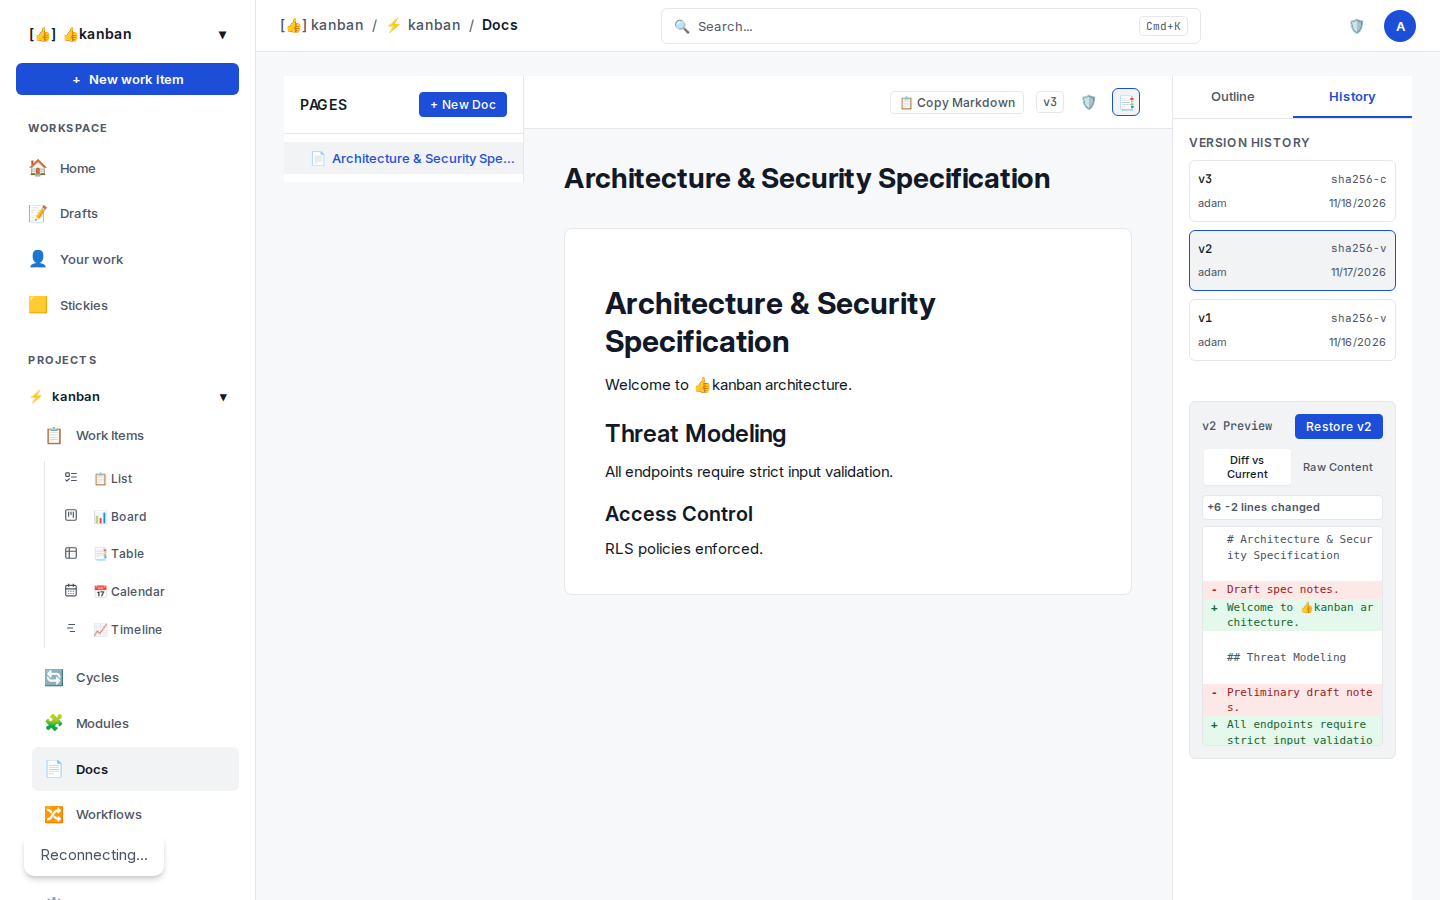 [👍] 👍kanban ▾
+ New work item
WORKSPACE
🏠 Home
📝 Drafts
👤 Your work
🟨 Stickies
PROJECTS
⚡ kanban ▾
📋 Work Items
📋 List
📊 Board
📑 Table
📅 Calendar
📈 Timeline
🔄 Cycles
🧩 Modules
📄 Docs
🔀 Workflows
Reconnecting...
[👍] kanban / ⚡ kanban / Docs
🔍 Search... Cmd+K
🛡️ A
PAGES
+ New Doc
📄 Architecture & Security Spe...
📋 Copy Markdown v3 🛡️ 📑
Architecture & Security Specification
Architecture & Security
Specification
Welcome to 👍kanban architecture.
Threat Modeling
All endpoints require strict input validation.
Access Control
RLS policies enforced.
Outline History
VERSION HISTORY
v3 sha256-c
adam 11/18/2026
v2 sha256-v
adam 11/17/2026
v1 sha256-v
adam 11/16/2026
v2 Preview Restore v2
Diff vs
Current
Raw Content
+6 -2 lines changed
# Architecture & Secur
ity Specification
- Draft spec notes.
+ Welcome to 👍kanban ar
chitecture.
## Threat Modeling
- Preliminary draft note
s.
+ All endpoints require
strict input validatio